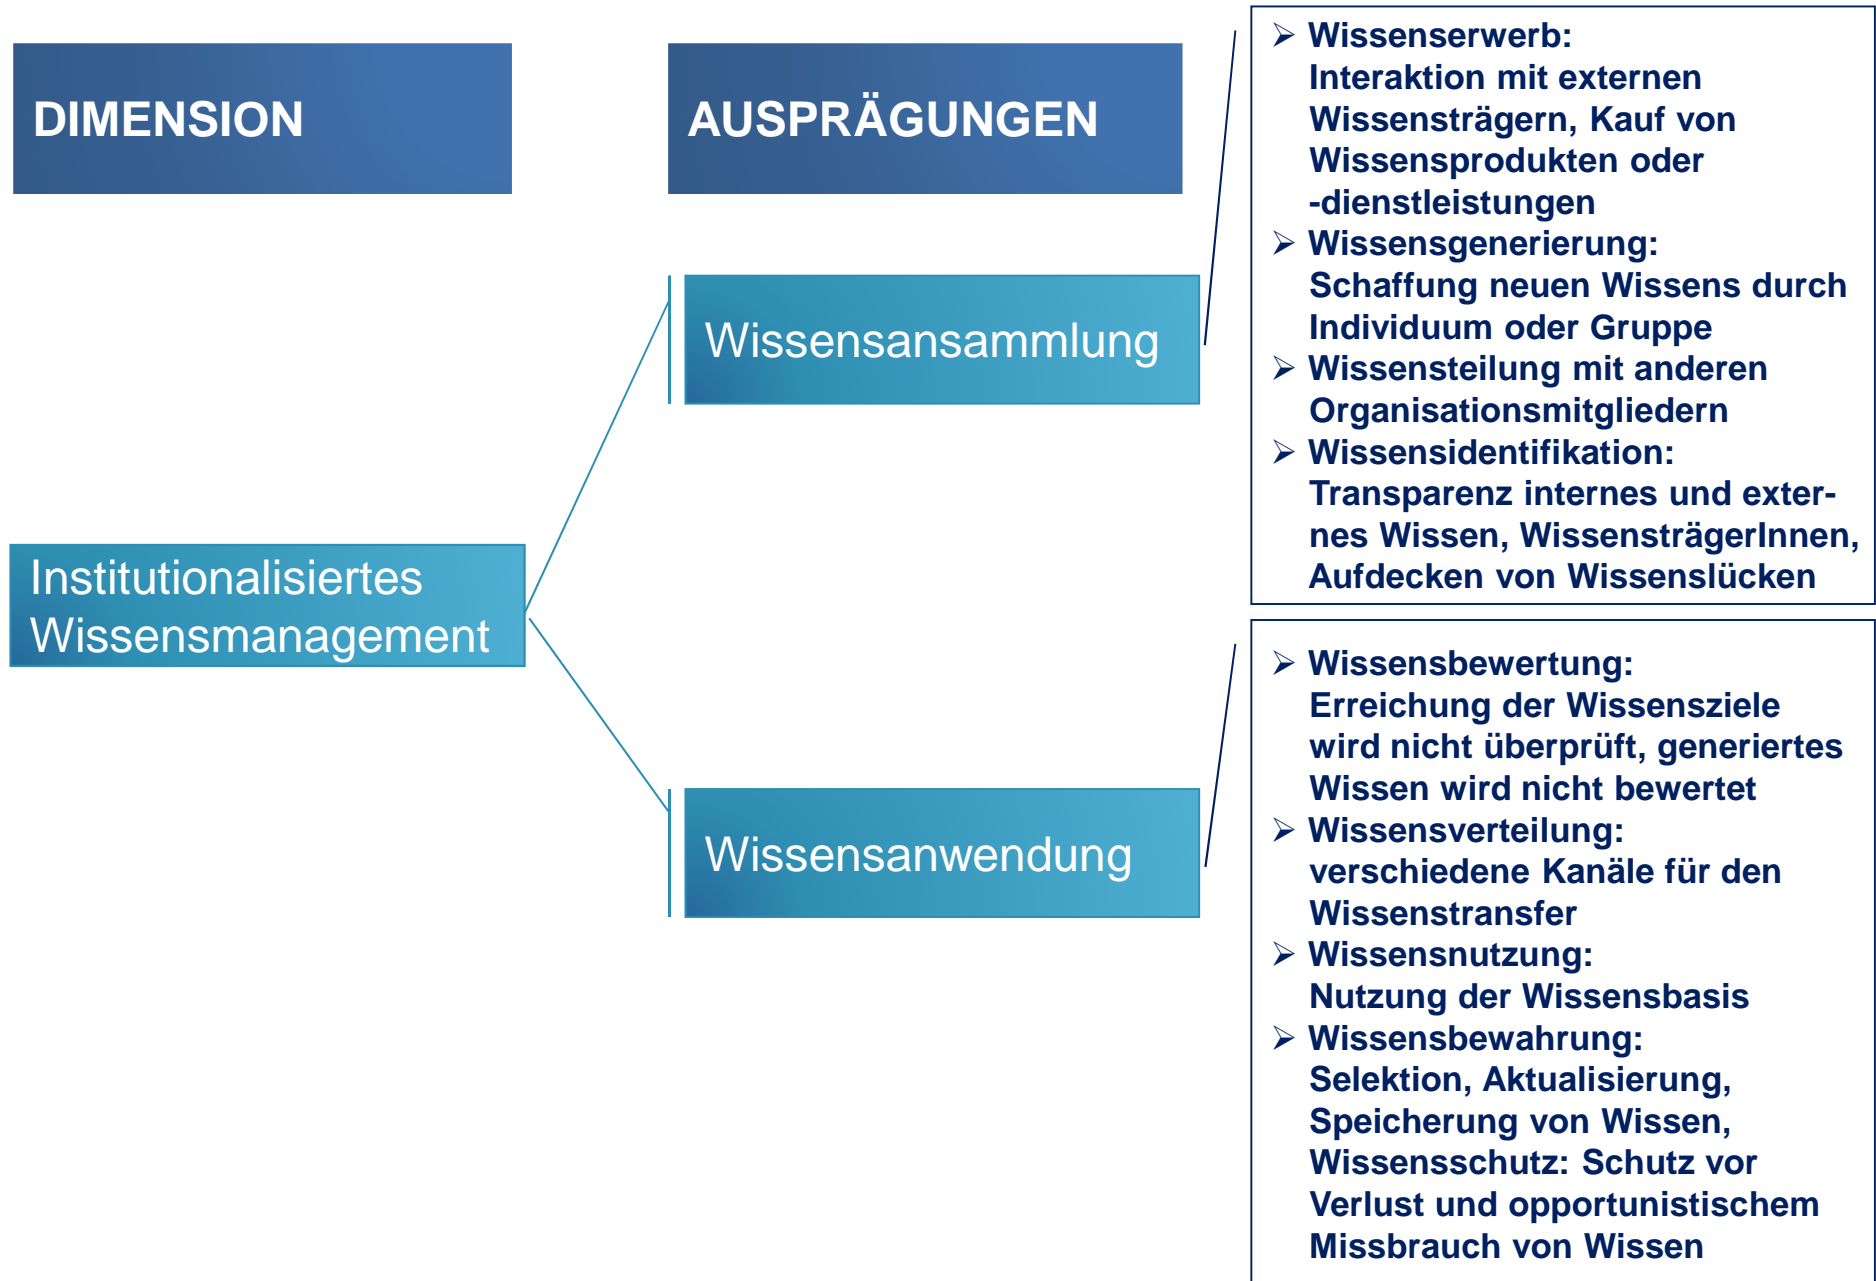 DIMENSION
AUSPRÄGUNGEN
Institutionalisiertes
Wissensmanagement
Wissensansammlung
➢ Wissenserwerb:
Interaktion mit externen
Wissensträgern, Kauf von
Wissensprodukten oder
-dienstleistungen
➢ Wissensgenerierung:
Schaffung neuen Wissens durch
Individuum oder Gruppe
➢ Wissensteilung mit anderen
Organisationsmitgliedern
➢ Wissensidentifikation:
Transparenz internes und exter-
nes Wissen, WissensträgerInnen,
Aufdecken von Wissenslücken
Wissensanwendung
➢ Wissensbewertung:
Erreichung der Wissensziele
wird nicht überprüft, generiertes
Wissen wird nicht bewertet
➢ Wissensverteilung:
verschiedene Kanäle für den
Wissenstransfer
➢ Wissensnutzung:
Nutzung der Wissensbasis
➢ Wissensbewahrung:
Selektion, Aktualisierung,
Speicherung von Wissen,
Wissensschutz: Schutz vor
Verlust und opportunistischem
Missbrauch von Wissen